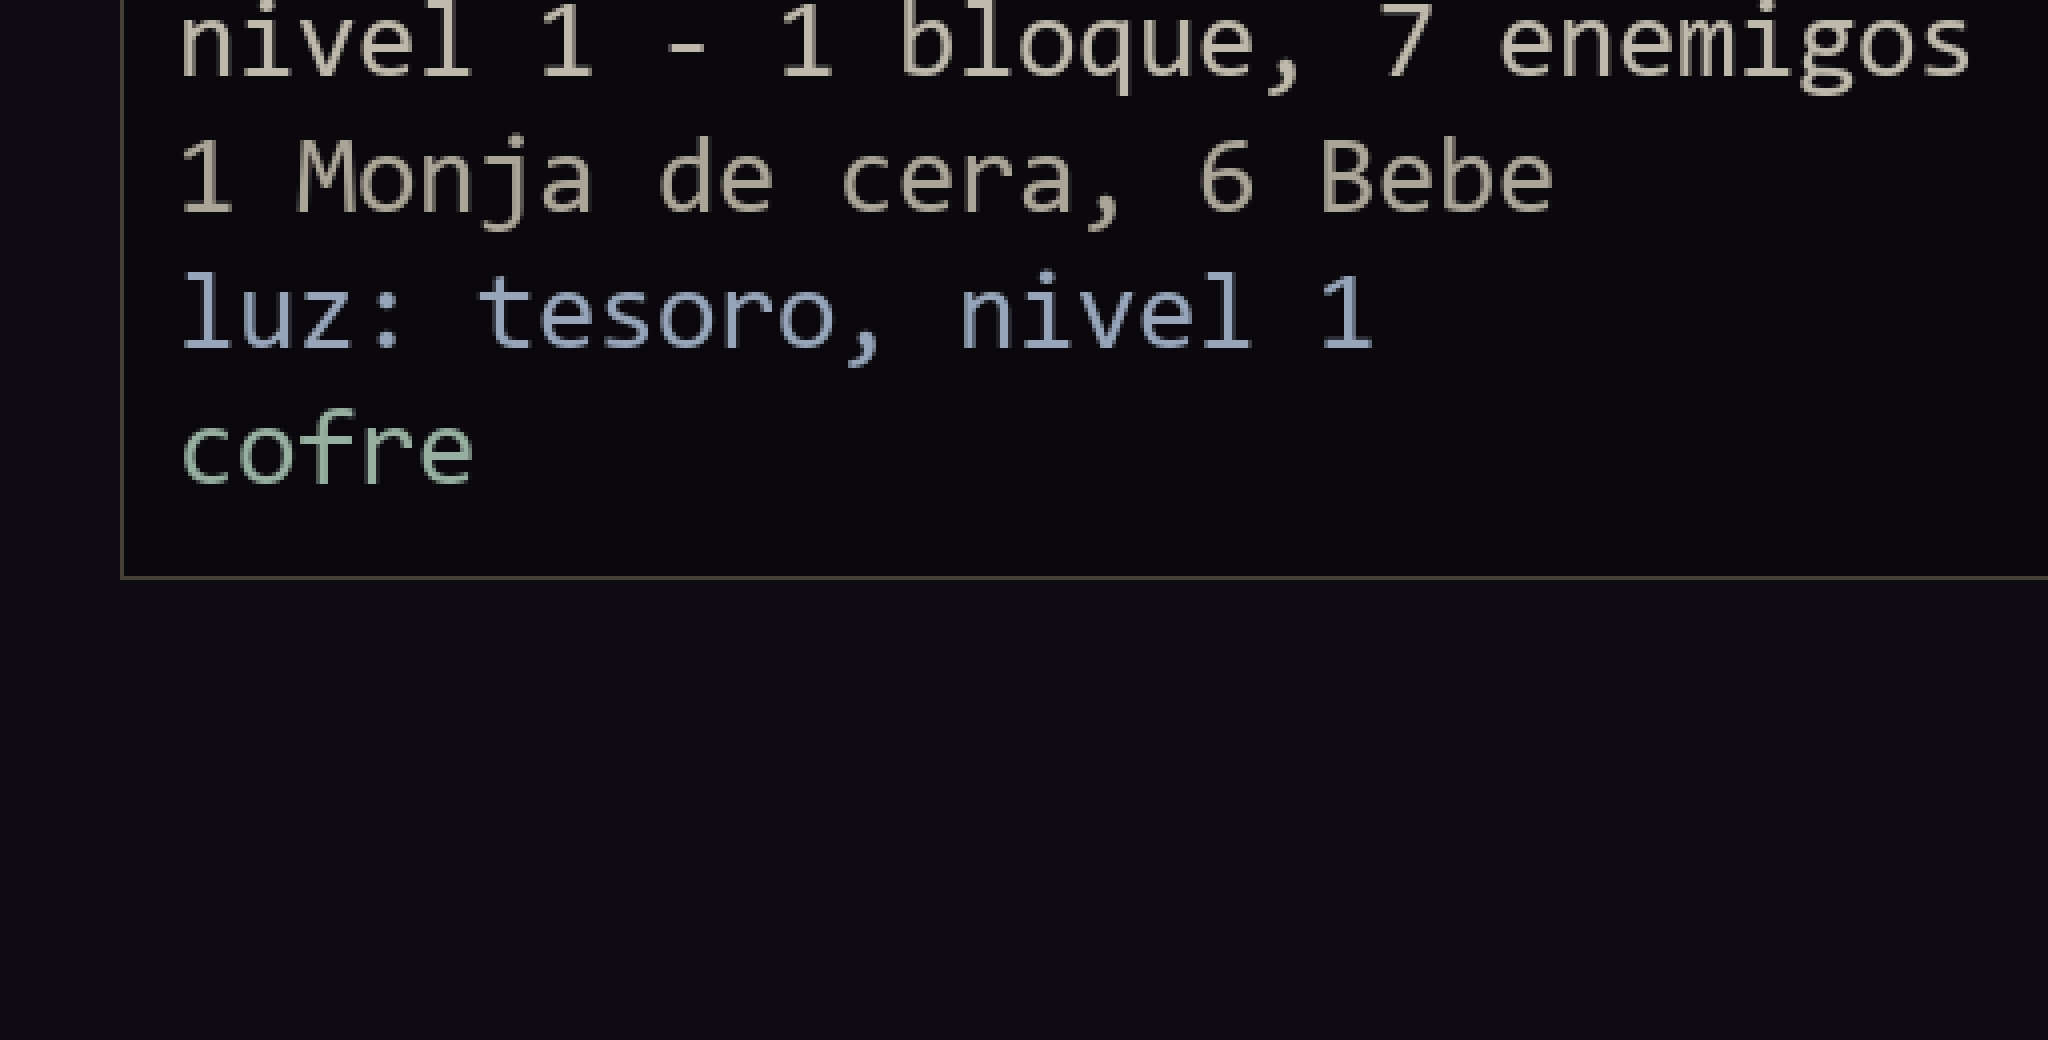 nivel 1 - 1 bloque, 7 enemigos
1 Monja de cera, 6 Bebe
luz: tesoro, nivel 1
cofre